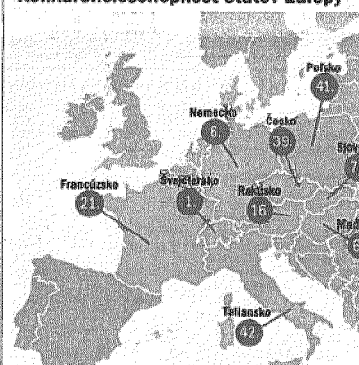 Konkurencieschopnosť štátov Európy
Poľsko
41
Nemecko
6
Česko
39
Francúzsko
21
Švajčiarsko
1
Rakúsko
16
Taliansko
42